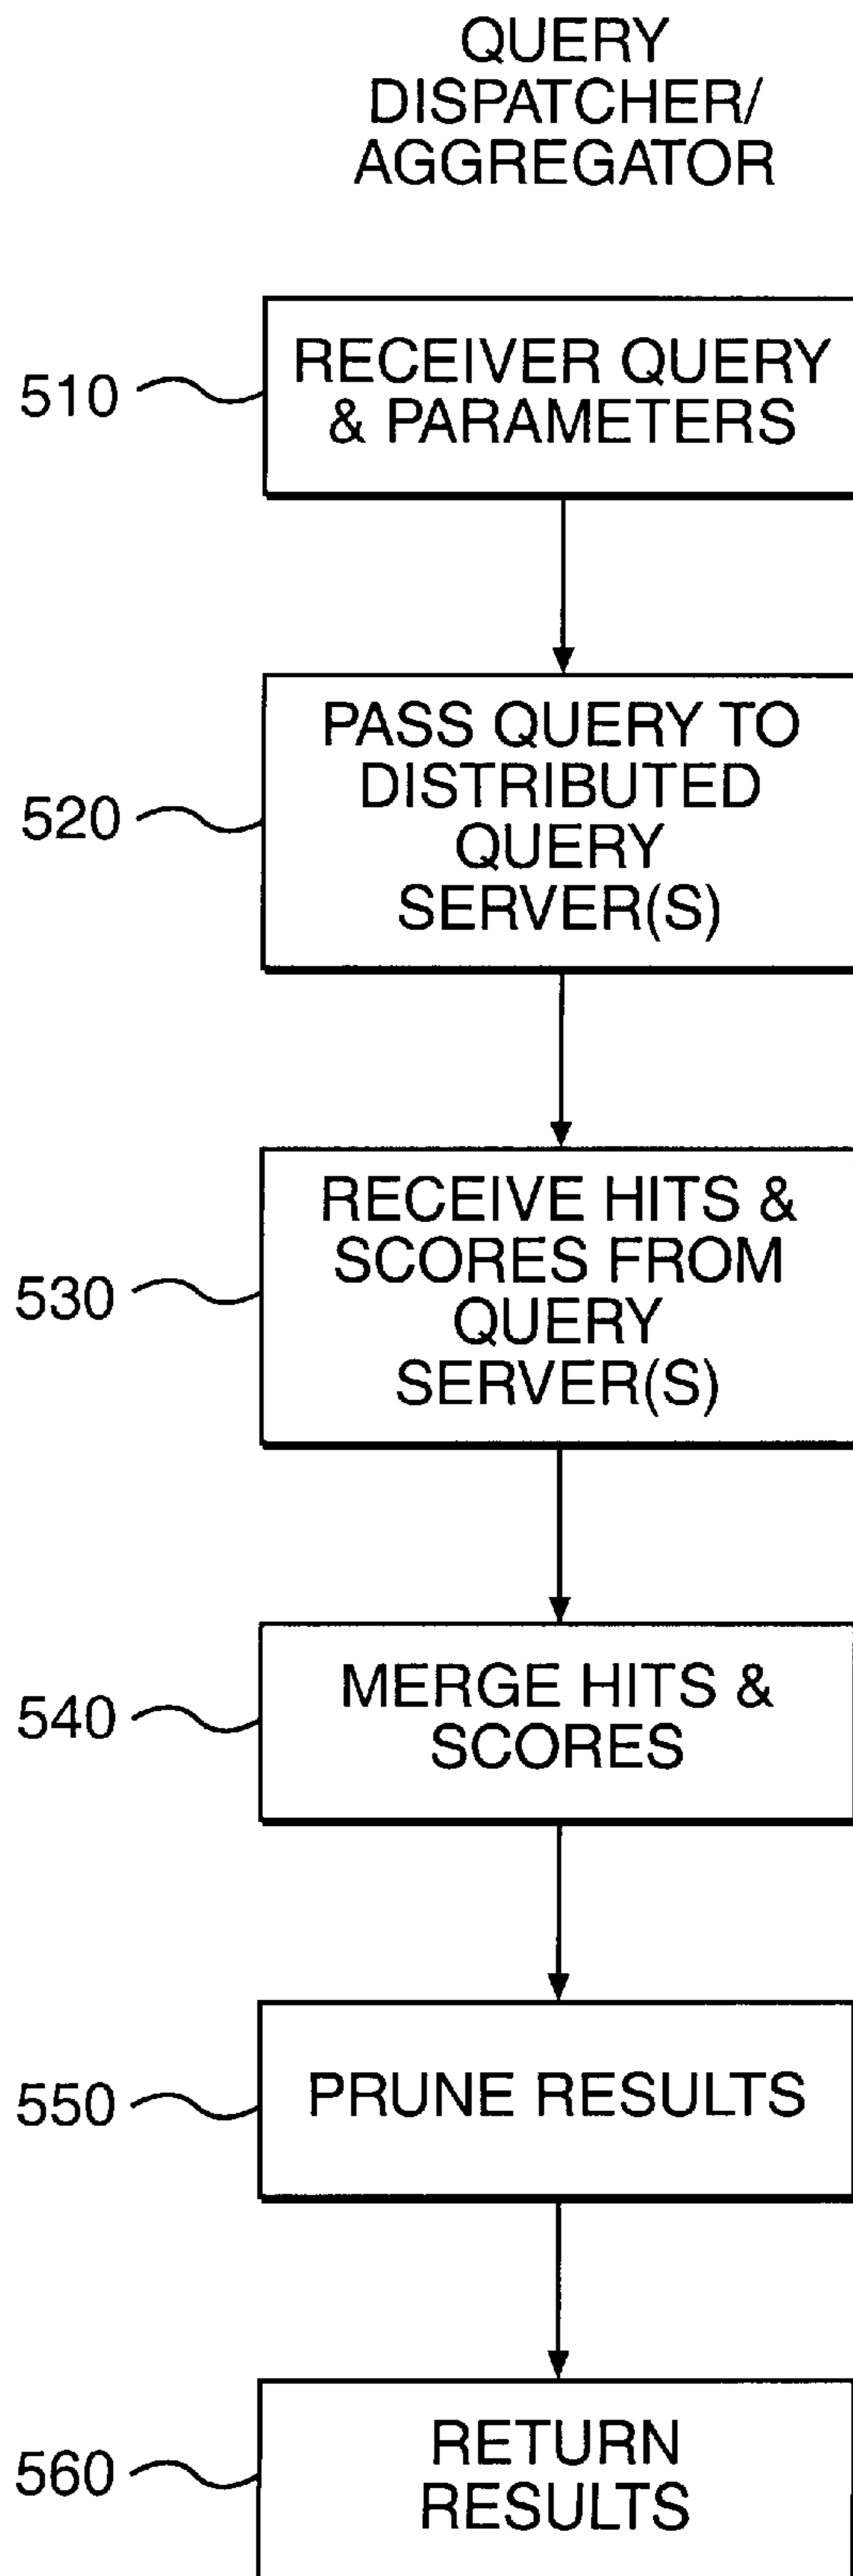 QUERY
DISPATCHER/
AGGREGATOR
510
RECEIVER QUERY
& PARAMETERS
520
PASS QUERY TO
DISTRIBUTED
QUERY
SERVER(S)
530
RECEIVE HITS &
SCORES FROM
QUERY
SERVER(S)
540
MERGE HITS &
SCORES
550
PRUNE RESULTS
560
RETURN
RESULTS